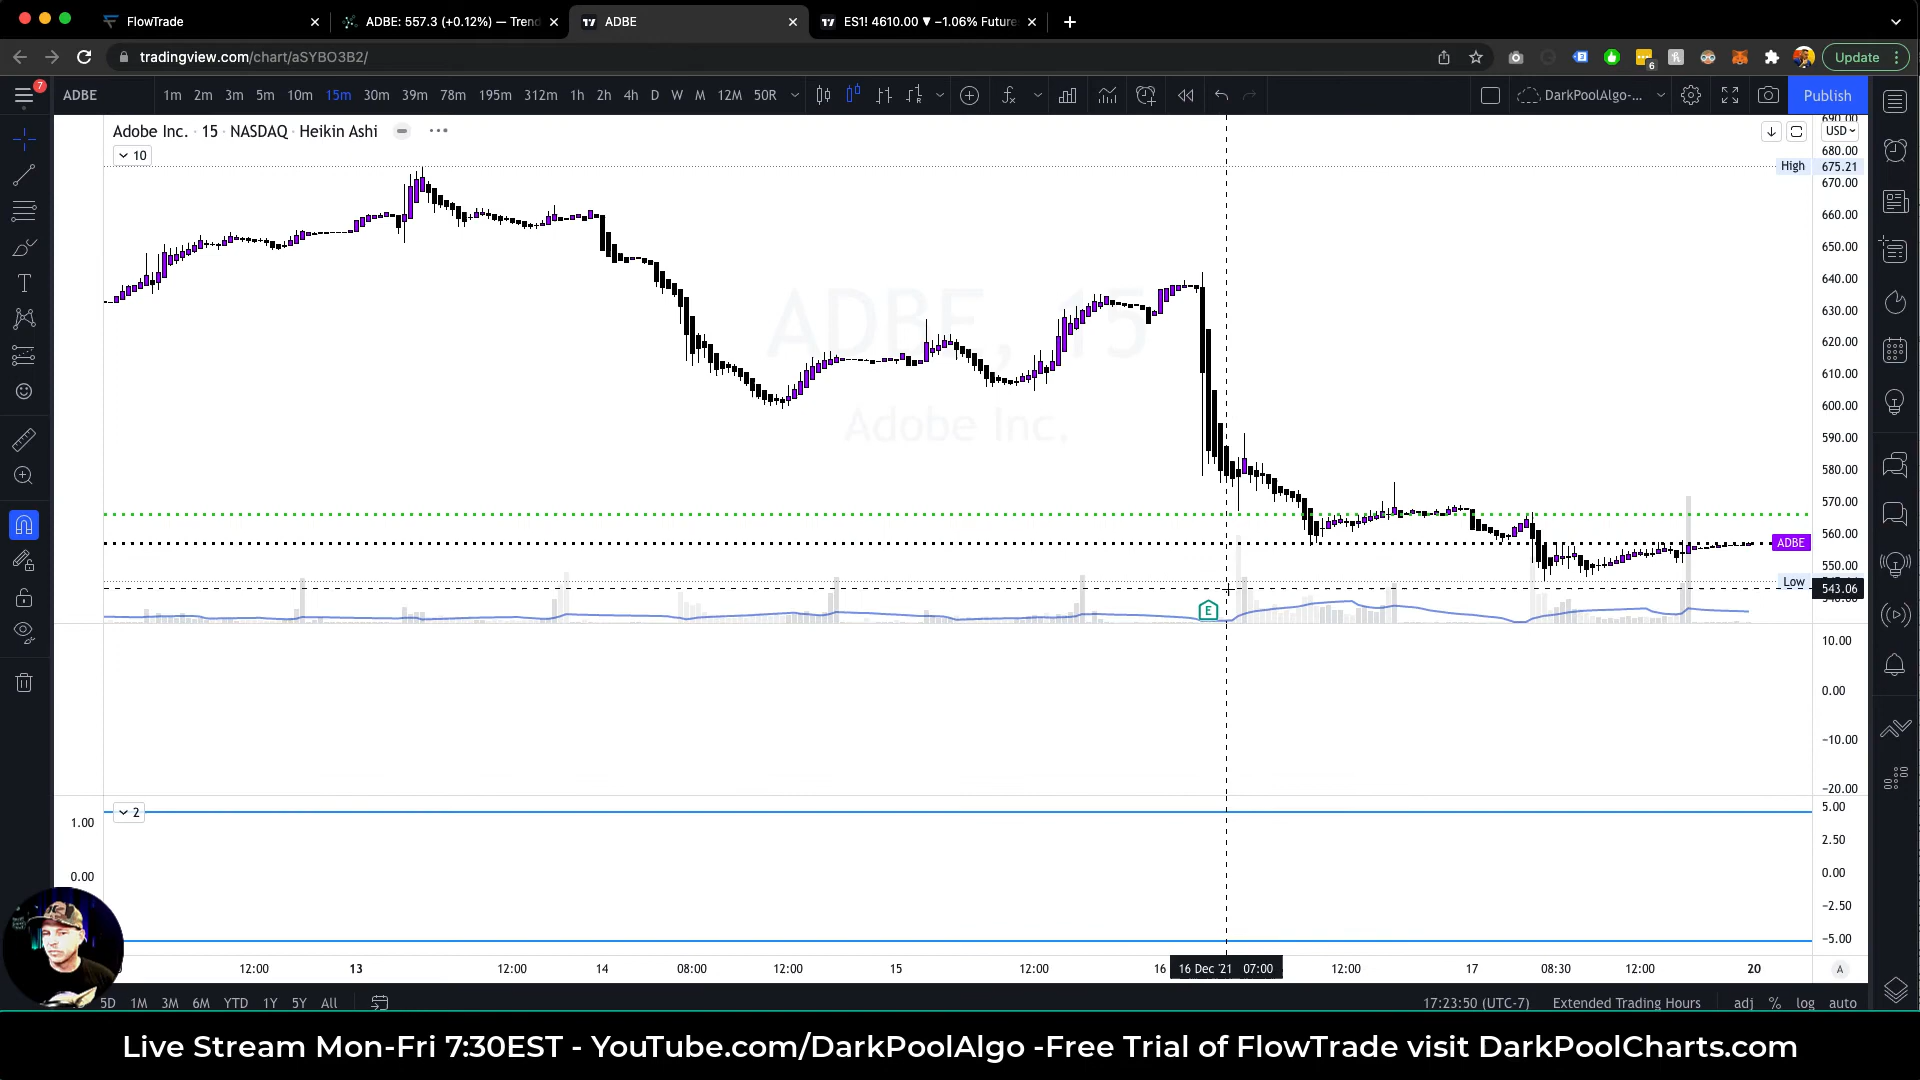 FlowTrade
ADBE: 557.3 (+0.12%) — Trend
ADBE
ES1! 4610.00 ▼ −1.06% Future
tradingview.com/chart/aSYBO3B2/
6
Update
7
ADBE
1m 2m 3m 5m 10m 15m 30m 39m 78m 195m 312m 1h 2h 4h D W M 12M 50R
DarkPoolAlgo-...
Publish
Adobe Inc. · 15 · NASDAQ · Heikin Ashi
10
USD
690.00
680.00
High 675.21
670.00
660.00
650.00
640.00
630.00
620.00
610.00
600.00
590.00
580.00
570.00
560.00
ADBE
550.00
Low
543.06
ADBE, 15
Adobe Inc.
E
10.00
0.00
−10.00
−20.00
2
1.00
0.00
5.00
2.50
0.00
−2.50
−5.00
12:00 13 12:00 14 08:00 12:00 15 12:00 16 16 Dec '21 07:00 12:00 17 08:30 12:00 20
A
5D 1M 3M 6M YTD 1Y 5Y All
17:23:50 (UTC-7) Extended Trading Hours adj % log auto
Live Stream Mon-Fri 7:30EST - YouTube.com/DarkPoolAlgo -Free Trial of FlowTrade visit DarkPoolCharts.com